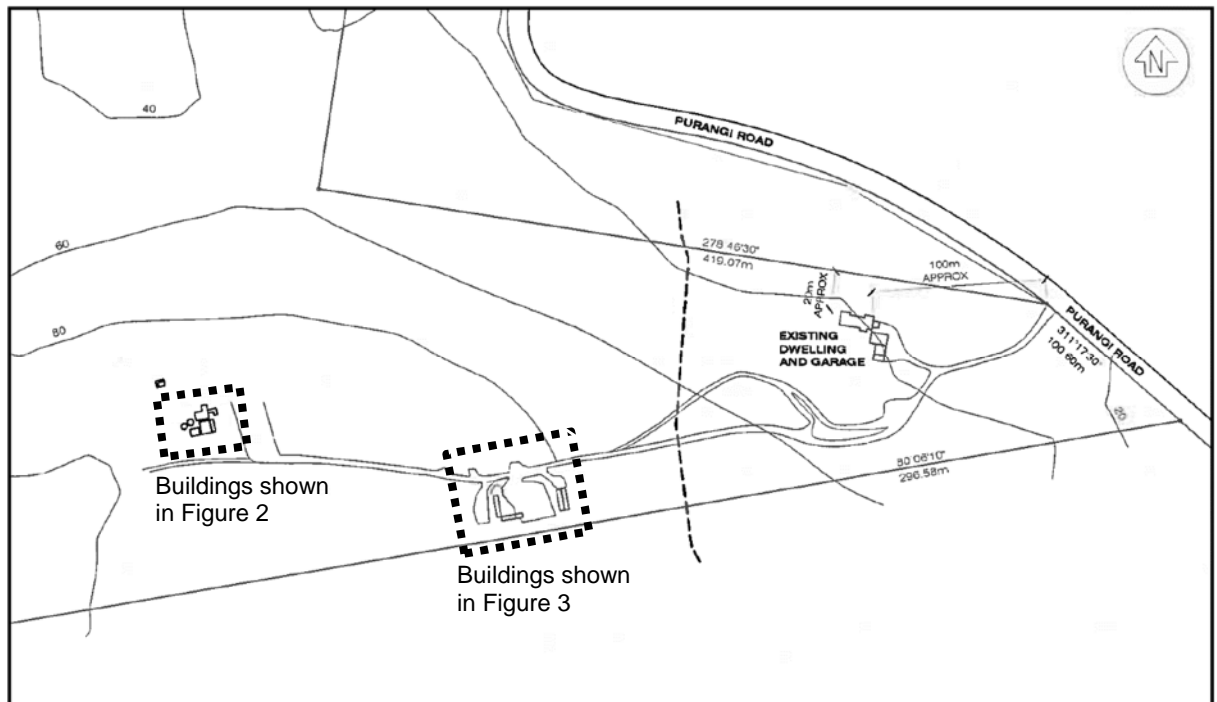 N
40
PURANGI ROAD
60
278 46'30"
419.07m
100m
APPROX
20m
APPROX
PURANGI ROAD
311°17'30"
100.60m
80
EXISTING
DWELLING
AND GARAGE
80°06'10"
296.58m
Buildings shown
in Figure 2
Buildings shown
in Figure 3